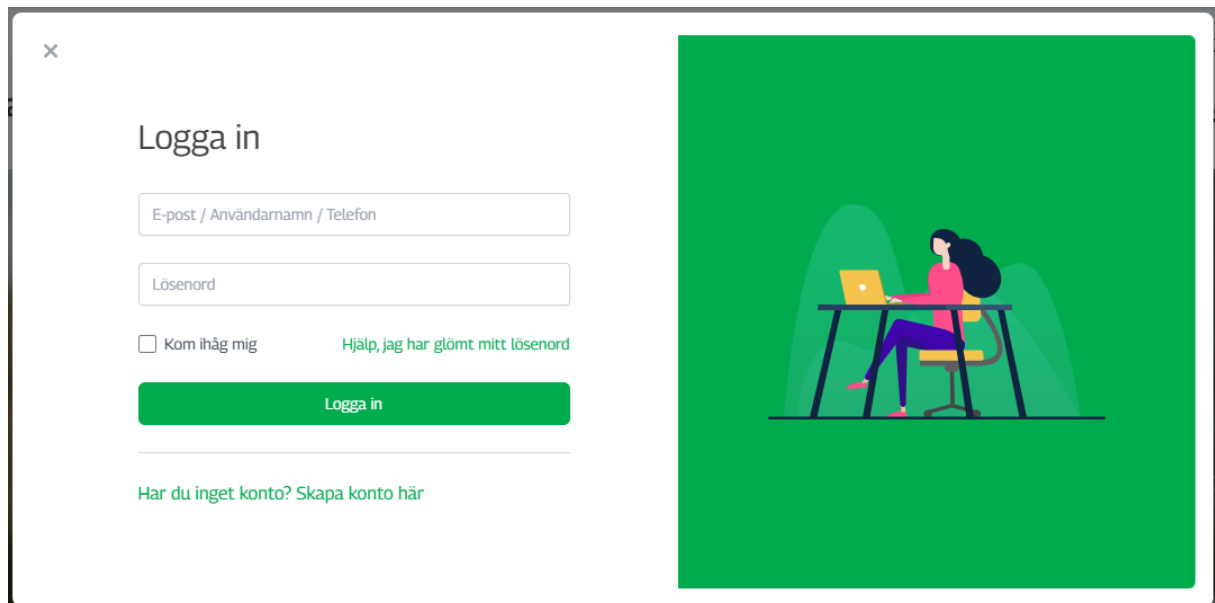 Logga in
E-post / Användarnamn / Telefon
Lösenord
Kom ihåg mig
Hjälp, jag har glömt mitt lösenord
Logga in
Har du inget konto? Skapa konto här